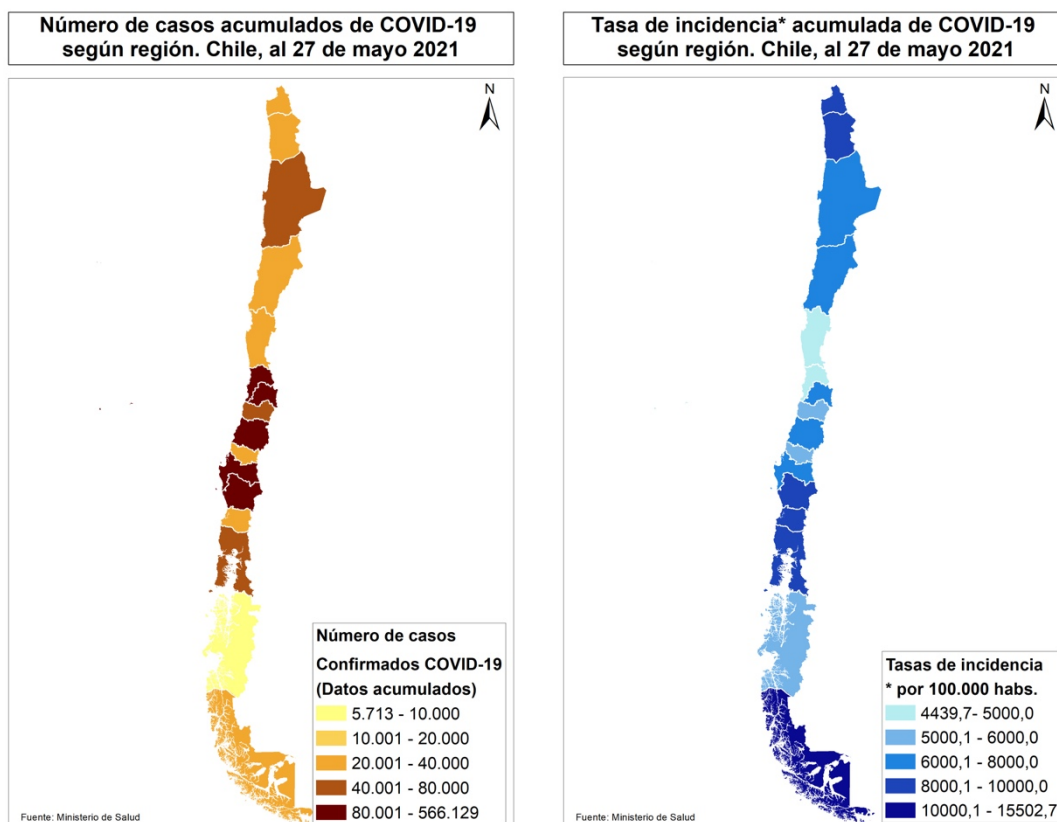 Número de casos acumulados de COVID-19
según región. Chile, al 27 de mayo 2021
N
Número de casos
Confirmados COVID-19
(Datos acumulados)
5.713 - 10.000
10.001 - 20.000
20.001 - 40.000
40.001 - 80.000
80.001 - 566.129
Fuente: Ministerio de Salud
Tasa de incidencia* acumulada de COVID-19
según región. Chile, al 27 de mayo 2021
N
Tasas de incidencia
* por 100.000 habs.
4439,7- 5000,0
5000,1 - 6000,0
6000,1 - 8000,0
8000,1 - 10000,0
10000,1 - 15502,7
Fuente: Ministerio de Salud